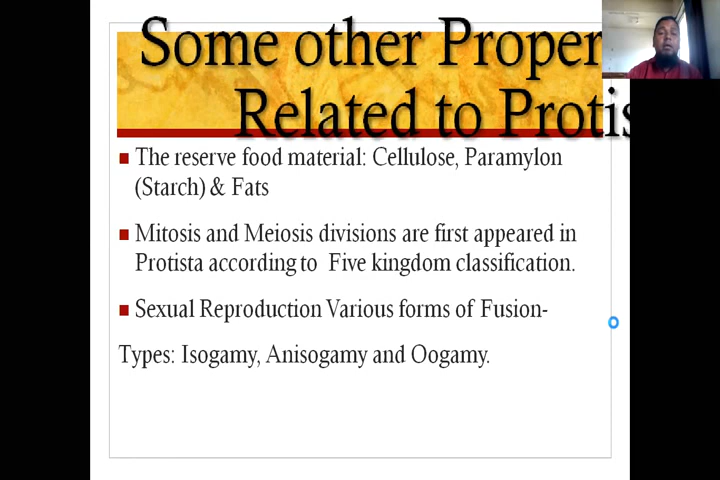 Some other Proper
Related to Protis
The reserve food material: Cellulose, Paramylon
(Starch) & Fats
Mitosis and Meiosis divisions are first appeared in
Protista according to Five kingdom classification.
Sexual Reproduction Various forms of Fusion-
Types: Isogamy, Anisogamy and Oogamy.